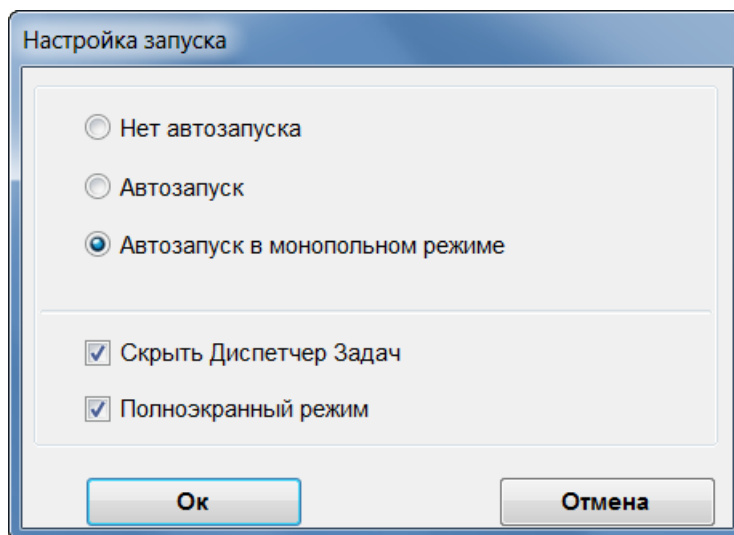 Настройка запуска
Нет автозапуска
Автозапуск
Автозапуск в монопольном режиме
Скрыть Диспетчер Задач
Полноэкранный режим
Ок
Отмена